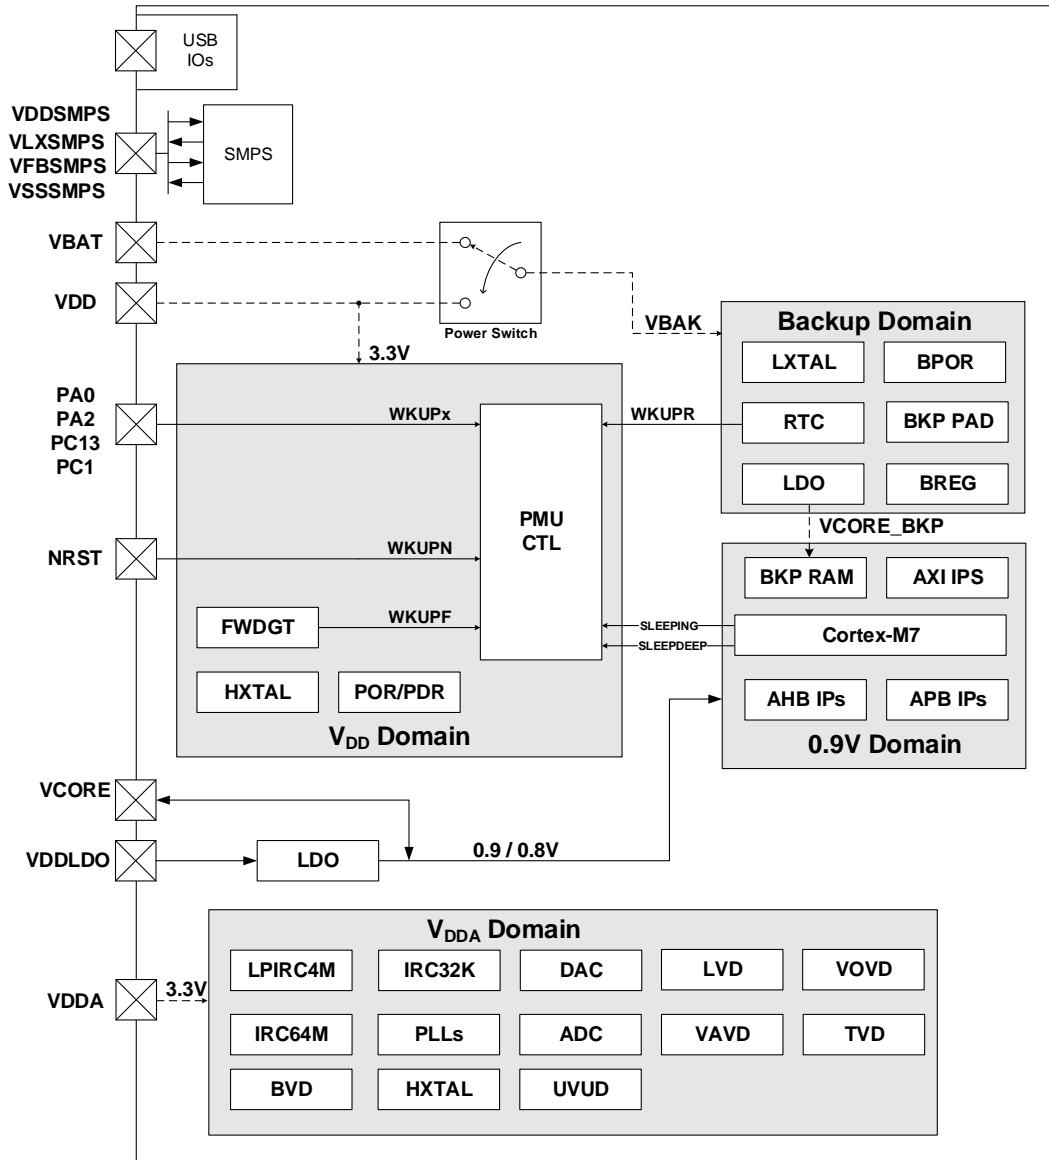 USB
IOs
VDDSMPS
VLXSMPS
VFBSMPS
VSSSMPS
SMPS
VBAT
VDD
Power Switch
3.3V
VBAK
Backup Domain
LXTAL
BPOR
RTC
BKP PAD
LDO
BREG
WKUPR
VCORE_BKP
PA0
PA2
PC13
PC1
WKUPx
PMU
CTL
NRST
WKUPN
FWDGT
WKUPF
HXTAL
POR/PDR
VDD Domain
BKP RAM
AXI IPS
SLEEPING
SLEEPDEEP
Cortex-M7
AHB IPs
APB IPs
0.9V Domain
VCORE
VDDLDO
LDO
0.9 / 0.8V
VDDA Domain
VDDA
3.3V
LPIRC4M
IRC32K
DAC
LVD
VOVD
IRC64M
PLLs
ADC
VAVD
TVD
BVD
HXTAL
UVUD